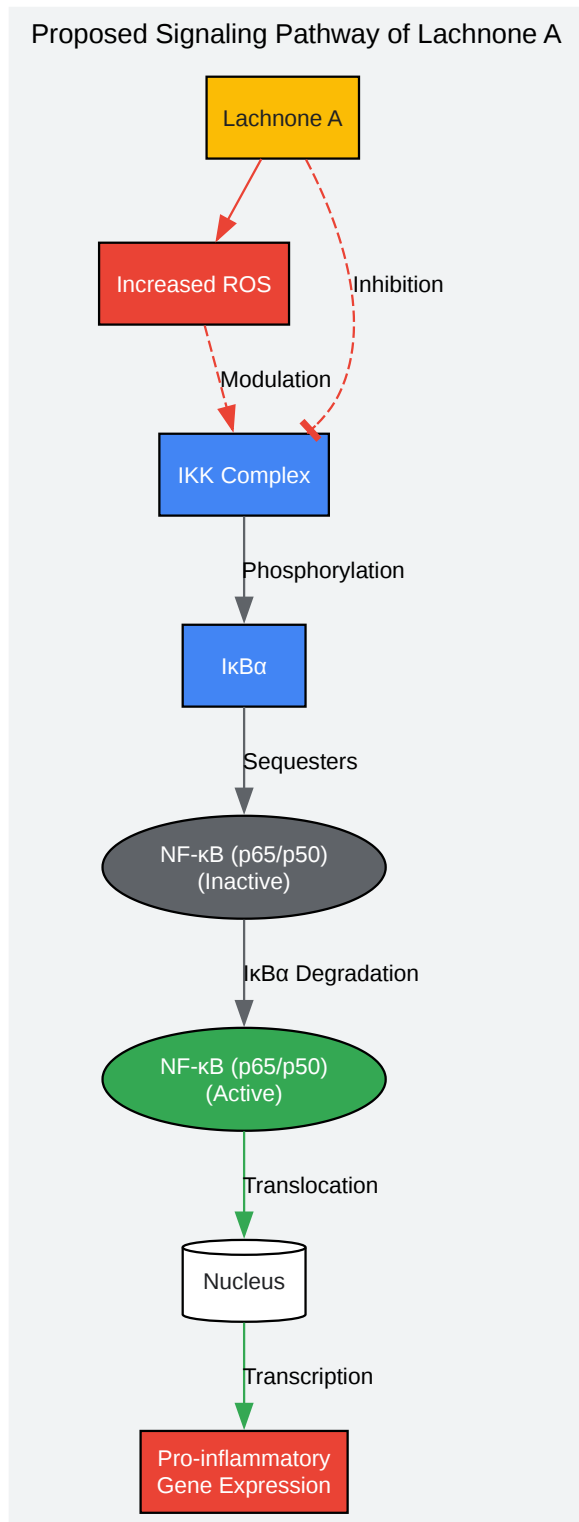 Proposed Signaling Pathway of Lachnone A
Lachnone A
Increased ROS
Inhibition
Modulation
IKK Complex
Phosphorylation
IκBα
Sequesters
NF-κB (p65/p50)
(Inactive)
IκBα Degradation
NF-κB (p65/p50)
(Active)
Translocation
Nucleus
Transcription
Pro-inflammatory
Gene Expression